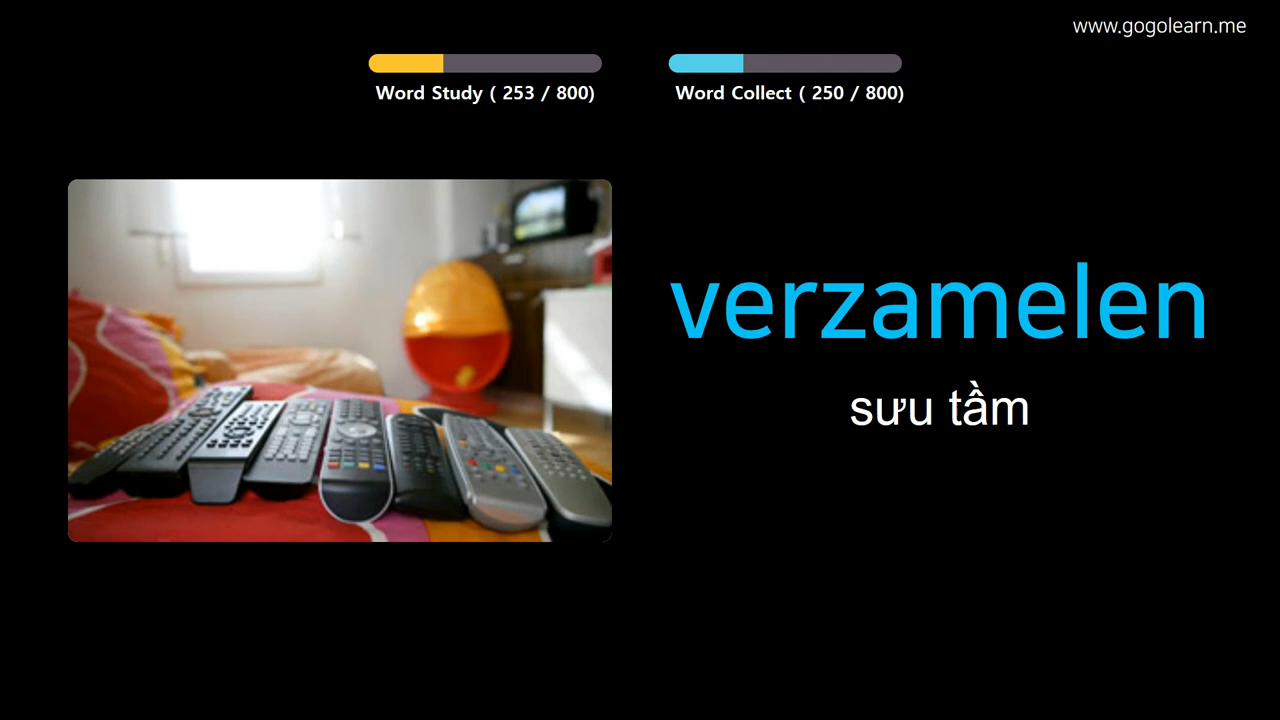 www.gogolearn.me
Word Study ( 253 / 800)
Word Collect ( 250 / 800)
verzamelen
sưu tầm